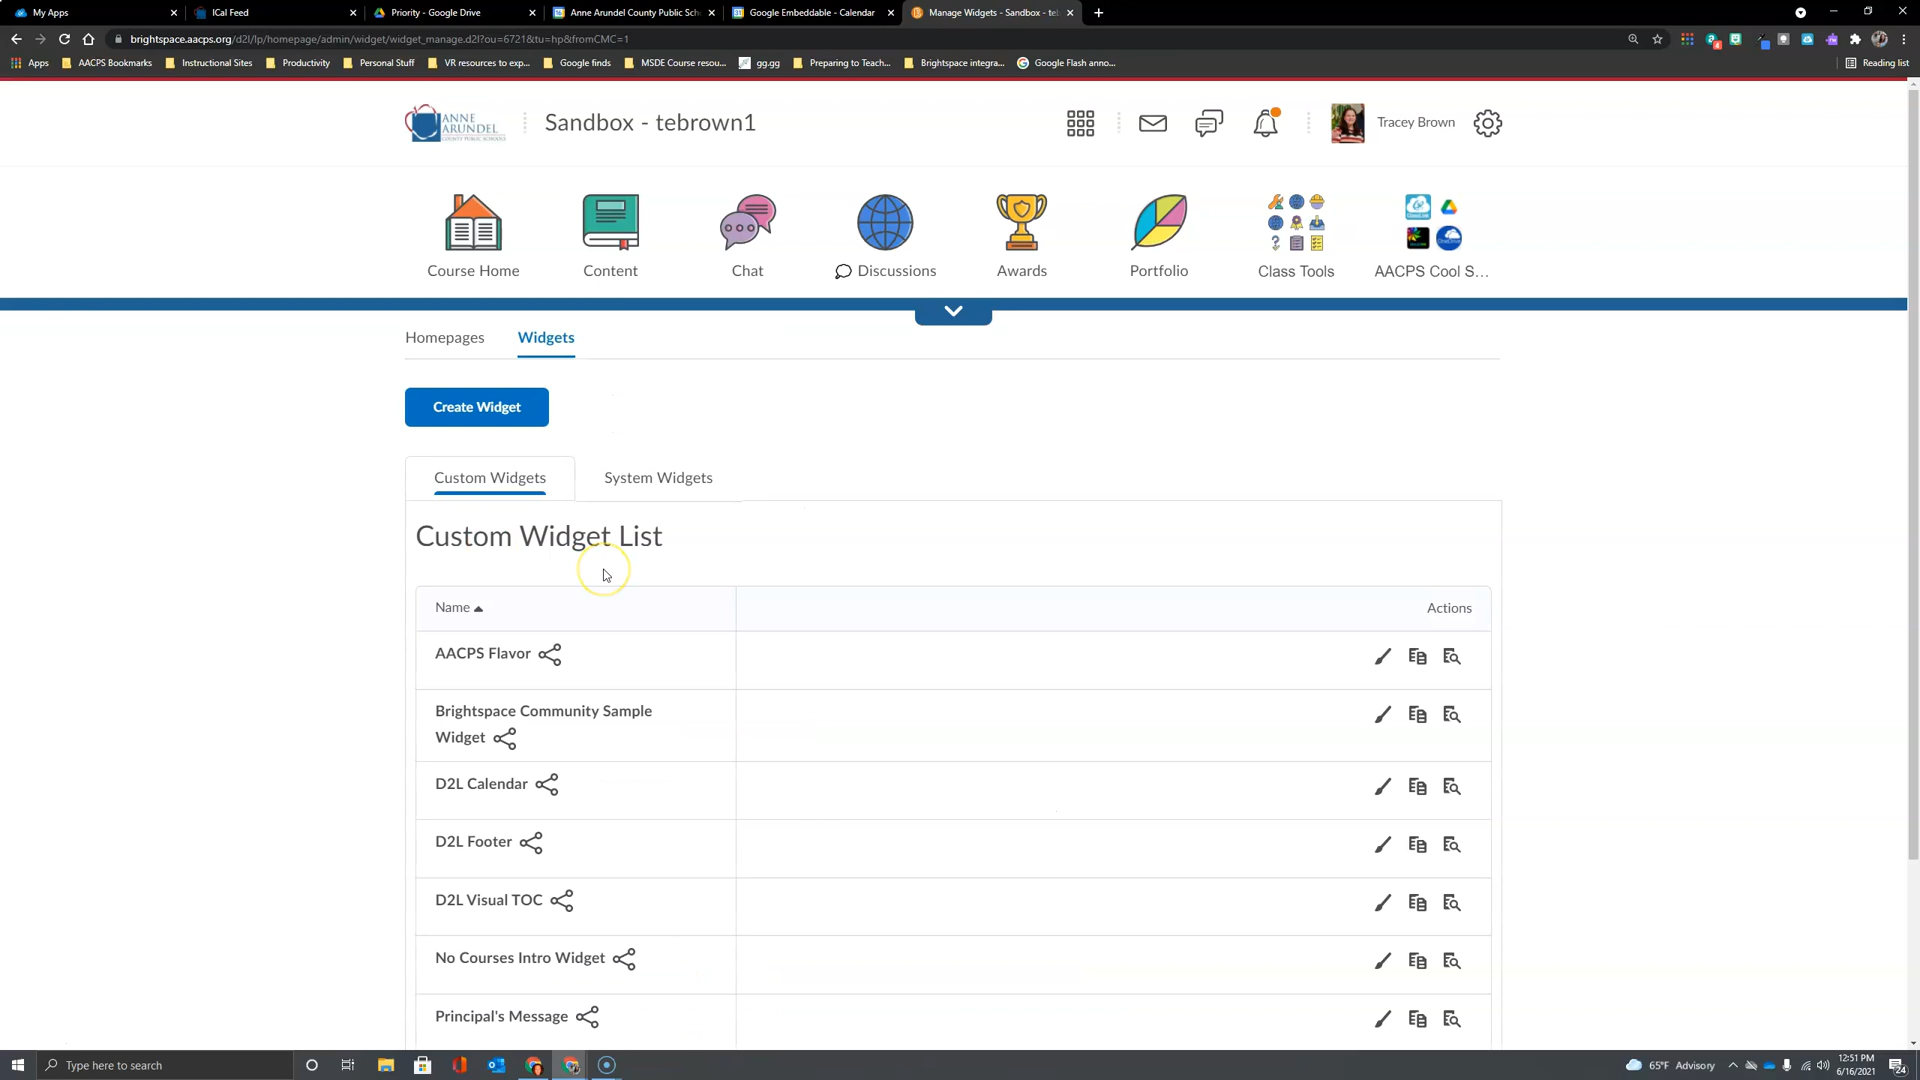 My Apps
ICal Feed
Priority - Google Drive
Anne Arundel County Public Sch
Google Embeddable - Calendar
Manage Widgets - Sandbox - te
brightspace.aacps.org/d2l/lp/homepage/admin/widget/widget_manage.d2l?ou=6721&tu=hp&fromCMC=1
Apps
AACPS Bookmarks
Instructional Sites
Productivity
Personal Stuff
VR resources to exp...
Google finds
MSDE Course resou...
gg.gg
Preparing to Teach...
Brightspace integra...
Google Flash anno...
Reading list
ANNE
ARUNDEL
COUNTY PUBLIC SCHOOLS
Sandbox - tebrown1
Tracey Brown
Course Home
Content
Chat
Discussions
Awards
Portfolio
Class Tools
AACPS Cool S...
Homepages
Widgets
Create Widget
Custom Widgets
System Widgets
Custom Widget List
Name
Actions
AACPS Flavor
Brightspace Community Sample
Widget
D2L Calendar
D2L Footer
D2L Visual TOC
No Courses Intro Widget
Principal's Message
Type here to search
65°F Advisory
12:51 PM
6/16/2021
24